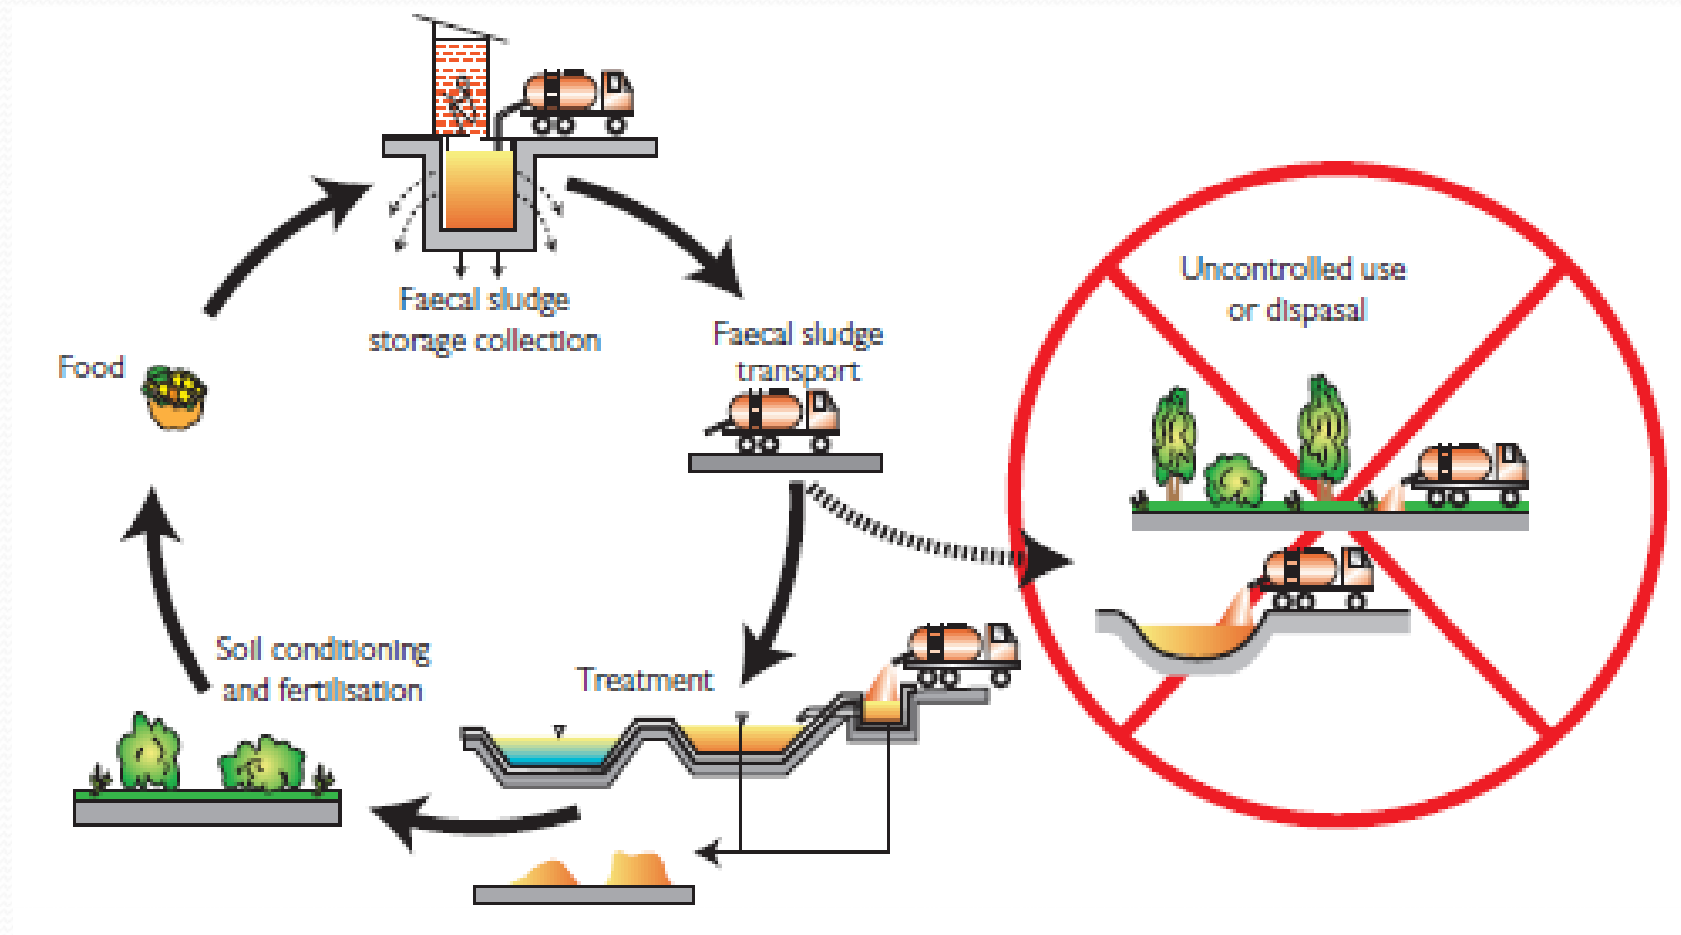 Faecal sludge
storage collection
Faecal sludge
transport
Uncontrolled use
or dispasal
Food
Soil conditioning
and fertilisation
Treatment